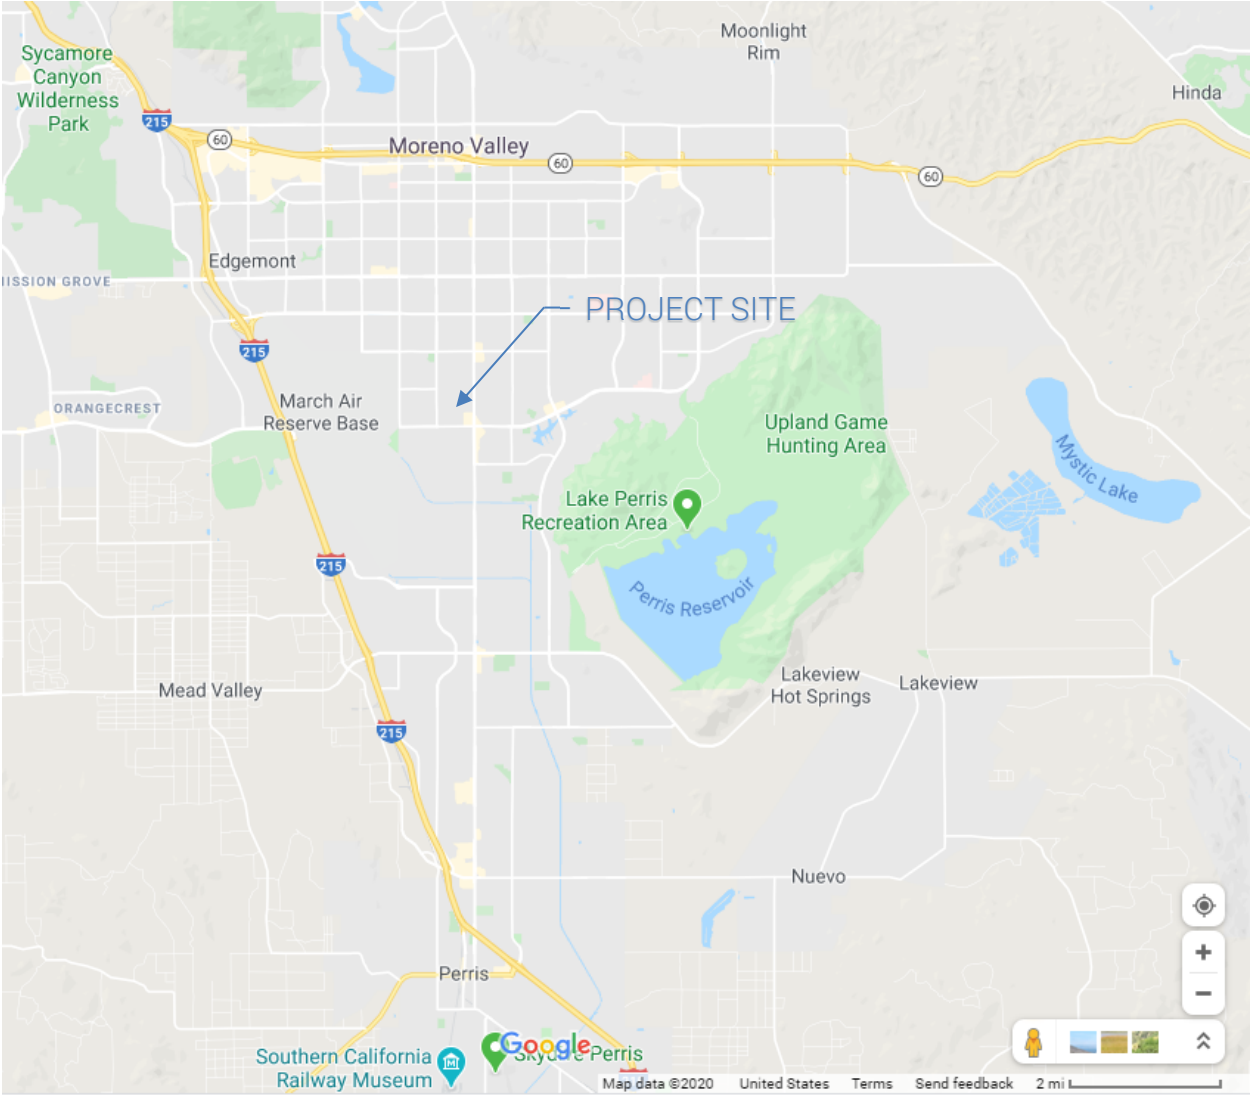 Moonlight
Rim
Sycamore
Canyon
Wilderness
Park
Hinda
215
60
Moreno Valley
60
60
Edgemont
MISSION GROVE
PROJECT SITE
215
March Air
Reserve Base
ORANGECREST
Upland Game
Hunting Area
Mystic Lake
Lake Perris
Recreation Area
215
Perris Reservoir
Lakeview
Hot Springs
Lakeview
Mead Valley
215
Nuevo
Perris
Google
Skydive Perris
Southern California
Railway Museum
Map data ©2020 United States Terms Send feedback 2 mi